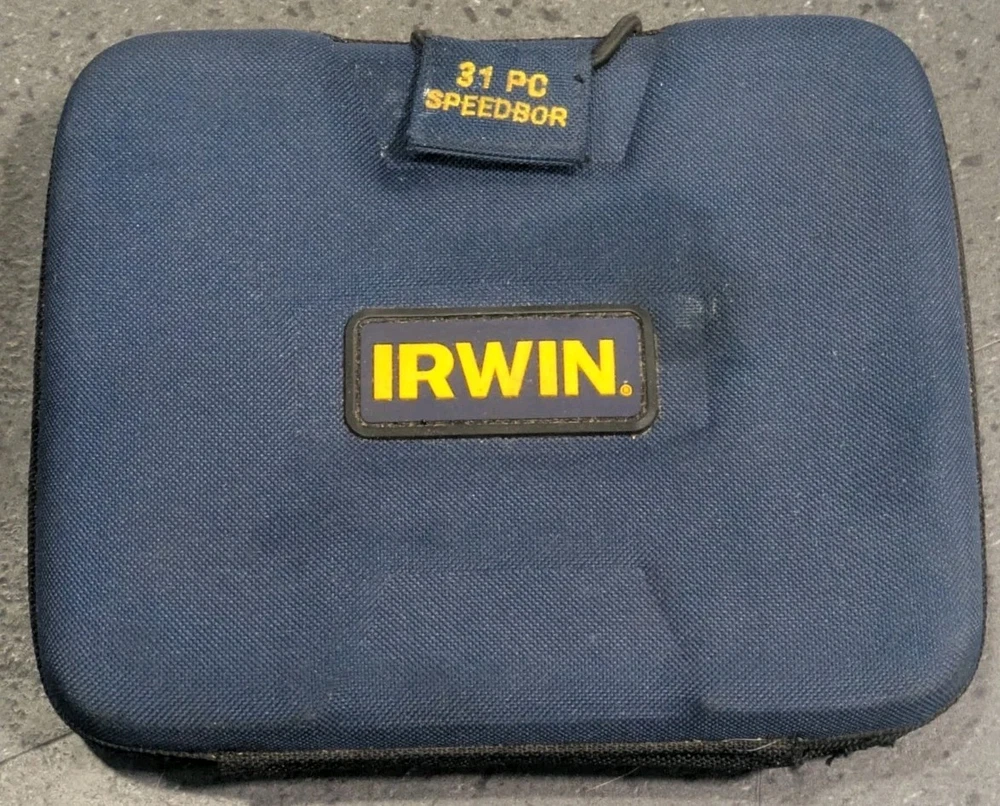 31 PC
SPEEDBOR
IRWIN.